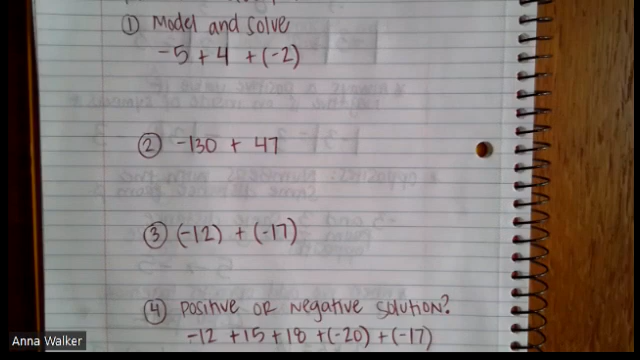 ① Model and solve
-5 + 4 + (-2)
② -130 + 47
③ (-12) + (-17)
④ Positive or Negative solution?
-12 + 15 + 18 + (-20) + (-17)
Anna Walker